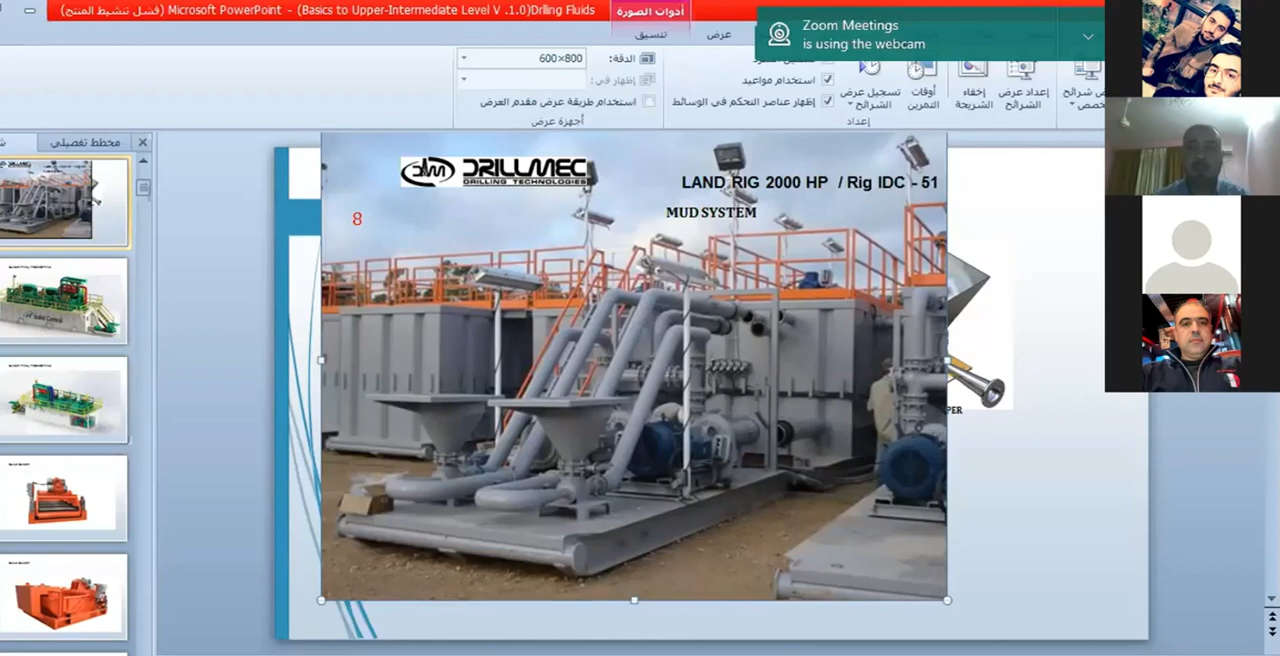 Drlling Fluids(Basics to Upper-Intermediate Level V .1.0) - Microsoft PowerPoint (فشل تنشيط المنتج)
أدوات الصورة
عرض
تنسيق
Zoom Meetings
is using the webcam
إعداد عرض
الشرائح
إخفاء
الشريحة
أوقات
التمرين
تسجيل عرض
الشرائح
استخدام مواعيد
إظهار عناصر التحكم في الوسائط
إعداد
الدقة:
600×800
إظهار في:
استخدام طريقة عرض مقدم العرض
أجهزة عرض
مخطط تفصيلي
DRILLMEC
DRILLING TECHNOLOGIES
LAND RIG 2000 HP / Rig IDC - 51
MUD SYSTEM
8
PER